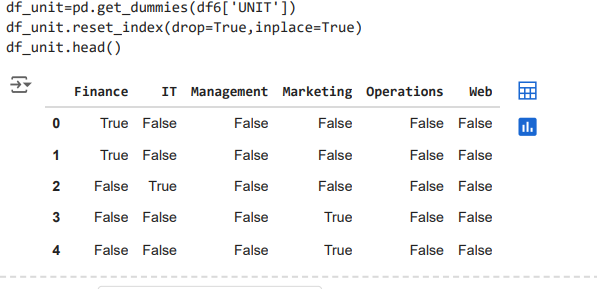 df_unit=pd.get_dummies(df6['UNIT'])
df_unit.reset_index(drop=True,inplace=True)
df_unit.head()
Finance IT Management Marketing Operations Web
0 True False False False False False
1 True False False False False False
2 False True False False False False
3 False False False True False False
4 False False False True False False